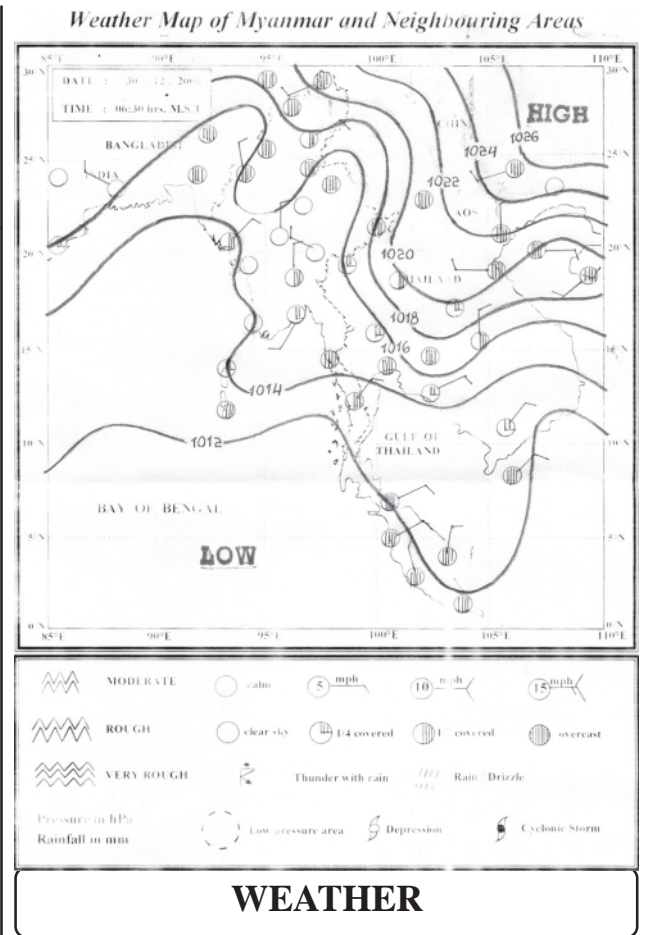 Weather Map of Myanmar and Neighbouring Areas
85°E 95°E 100°E 105°E 110°E
30°N 30°N
DATE :
TIME : 06:30 hrs, M.S.T
HIGH
1026
1024
BANGLADESH
25°N 25°N
1022
20°N 20°N
1020
THAILAND
1018
1016
15°N 15°N
1014
1012
GULF OF
THAILAND
10°N 10°N
BAY OF BENGAL
LOW
5°N 5°N
0°N 0°N
85°E 90°E 95°E 100°E 105°E 110°E
MODERATE calm 5 mph 10 mph 15 mph
ROUGH clear sky 1/4 covered covered overcast
VERY ROUGH Thunder with rain Rain / Drizzle
Pressure in hPa
Rainfall in mm Low pressure area Depression Cyclonic Storm
WEATHER